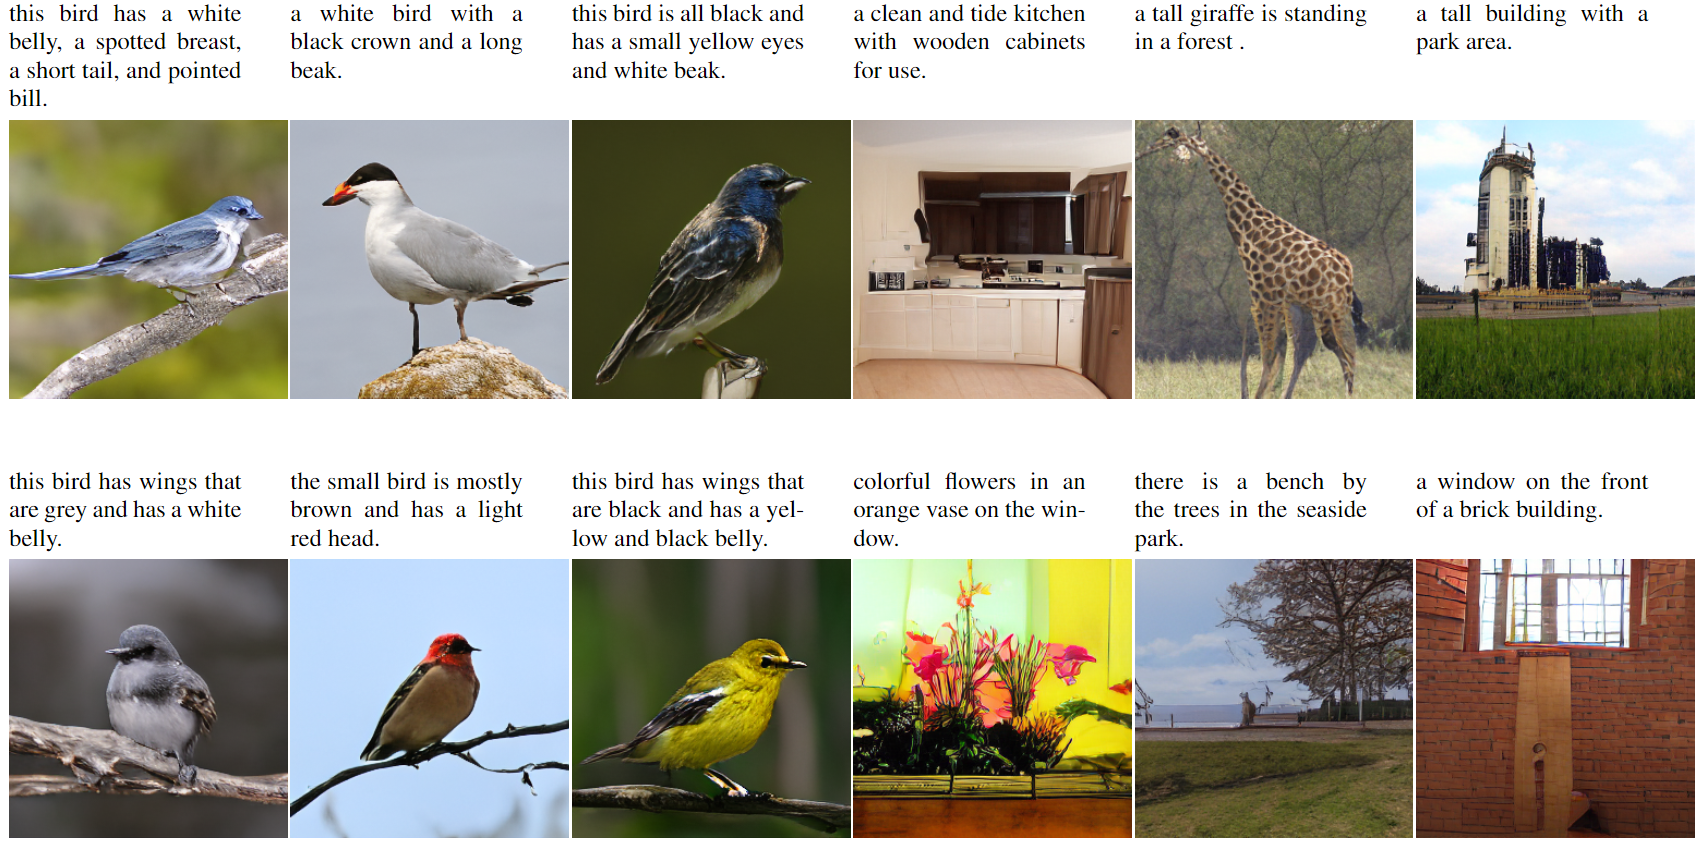 this bird has a white
belly, a spotted breast,
a short tail, and pointed
bill.
a white bird with a
black crown and a long
beak.
this bird is all black and
has a small yellow eyes
and white beak.
a clean and tide kitchen
with wooden cabinets
for use.
a tall giraffe is standing
in a forest .
a tall building with a
park area.
this bird has wings that
are grey and has a white
belly.
the small bird is mostly
brown and has a light
red head.
this bird has wings that
are black and has a yel-
low and black belly.
colorful flowers in an
orange vase on the win-
dow.
there is a bench by
the trees in the seaside
park.
a window on the front
of a brick building.